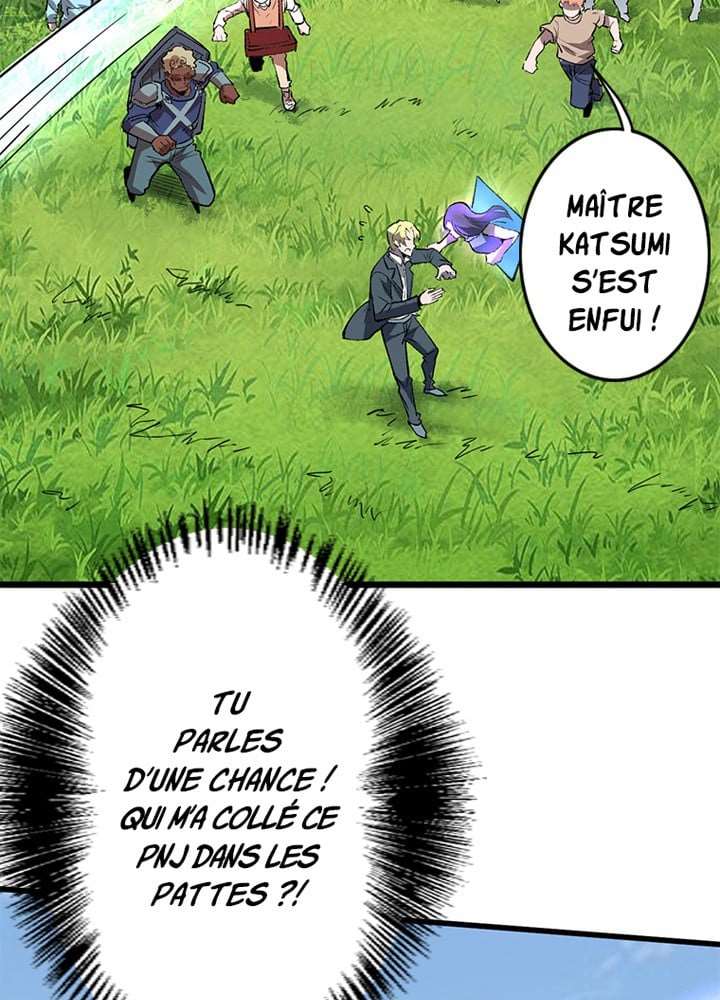 MAÎTRE
KATSUMI
S'EST
ENFUI !
TU
PARLES
D'UNE CHANCE !
QUI M'A COLLÉ CE
PNJ DANS LES
PATTES ?!